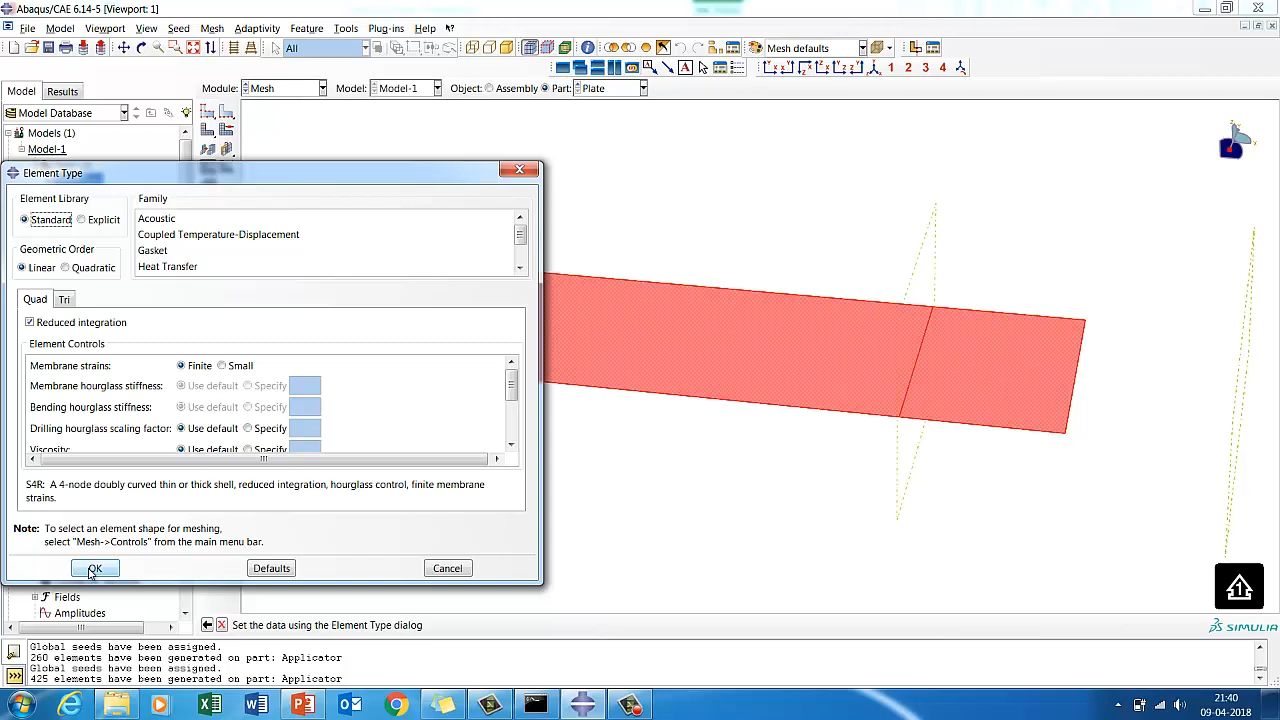 Abaqus/CAE 6.14-5 [Viewport: 1]
File Model Viewport View Seed Mesh Adaptivity Feature Tools Plug-ins Help
All
Mesh defaults
1 2 3 4
Model Results
Module: Mesh Model: Model-1 Object: Assembly Part: Plate
Model Database
Models (1)
Model-1
Element Type
Element Library
Standard Explicit
Geometric Order
Linear Quadratic
Family
Acoustic
Coupled Temperature-Displacement
Gasket
Heat Transfer
Quad Tri
Reduced integration
Element Controls
Membrane strains: Finite Small
Membrane hourglass stiffness: Use default Specify
Bending hourglass stiffness: Use default Specify
Drilling hourglass scaling factor: Use default Specify
Viscosity: Use default Specify
S4R: A 4-node doubly curved thin or thick shell, reduced integration, hourglass control, finite membrane
strains.
Note: To select an element shape for meshing,
select "Mesh->Controls" from the main menu bar.
OK Defaults Cancel
Fields
Amplitudes
Set the data using the Element Type dialog
1
SIMULIA
Global seeds have been assigned.
260 elements have been generated on part: Applicator
Global seeds have been assigned.
425 elements have been generated on part: Applicator
21:40
09-04-2018